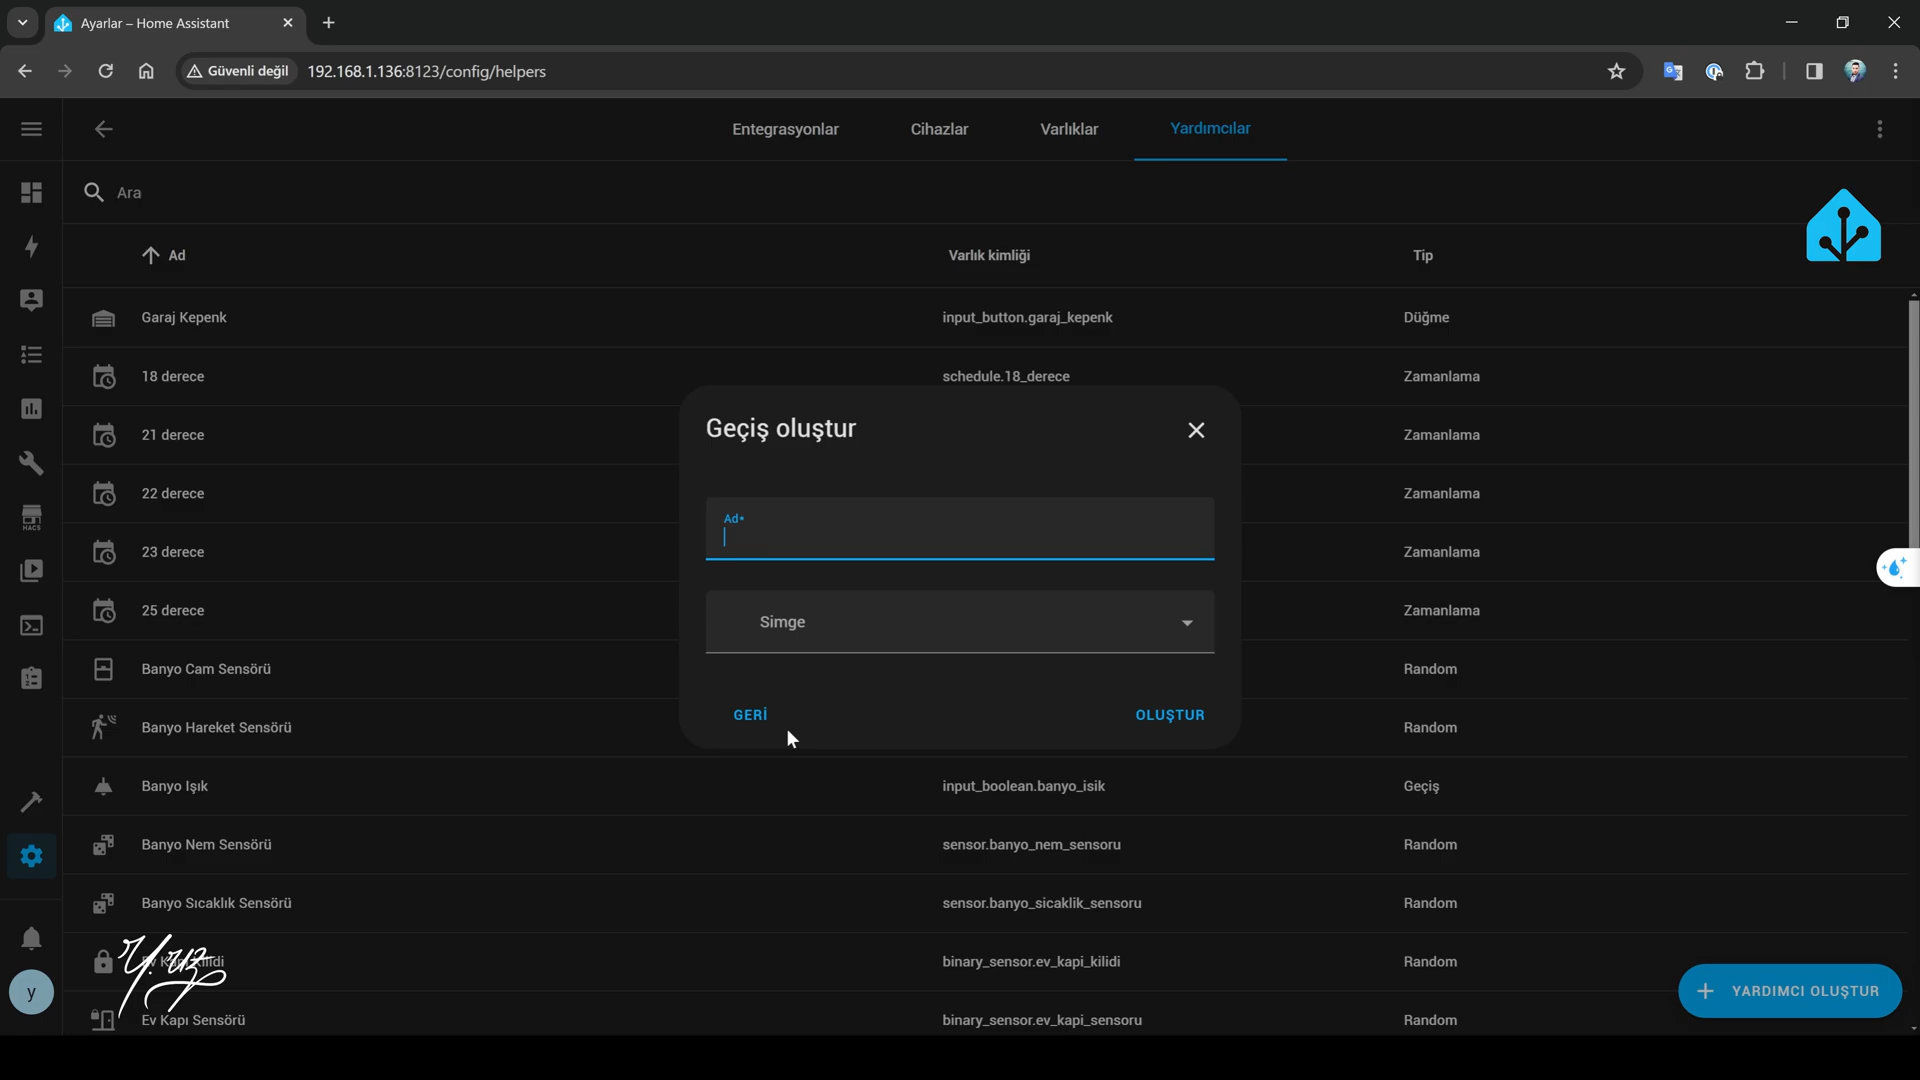 Ayarlar – Home Assistant
Güvenli değil
192.168.1.136:8123/config/helpers
Entegrasyonlar
Cihazlar
Varlıklar
Yardımcılar
Ara
Ad
Varlık kimliği
Tip
Garaj Kepenk
input_button.garaj_kepenk
Düğme
18 derece
schedule.18_derece
Zamanlama
21 derece
Zamanlama
22 derece
Zamanlama
23 derece
Zamanlama
25 derece
Zamanlama
Banyo Cam Sensörü
Random
Banyo Hareket Sensörü
Random
Geçiş oluştur
Ad*
Simge
GERİ
OLUŞTUR
Banyo Işık
input_boolean.banyo_isik
Geçiş
Banyo Nem Sensörü
sensor.banyo_nem_sensoru
Random
Banyo Sıcaklık Sensörü
sensor.banyo_sicaklik_sensoru
Random
binary_sensor.ev_kapi_kilidi
Random
Ev Kapı Sensörü
binary_sensor.ev_kapi_sensoru
Random
HACS
y
YARDIMCI OLUŞTUR